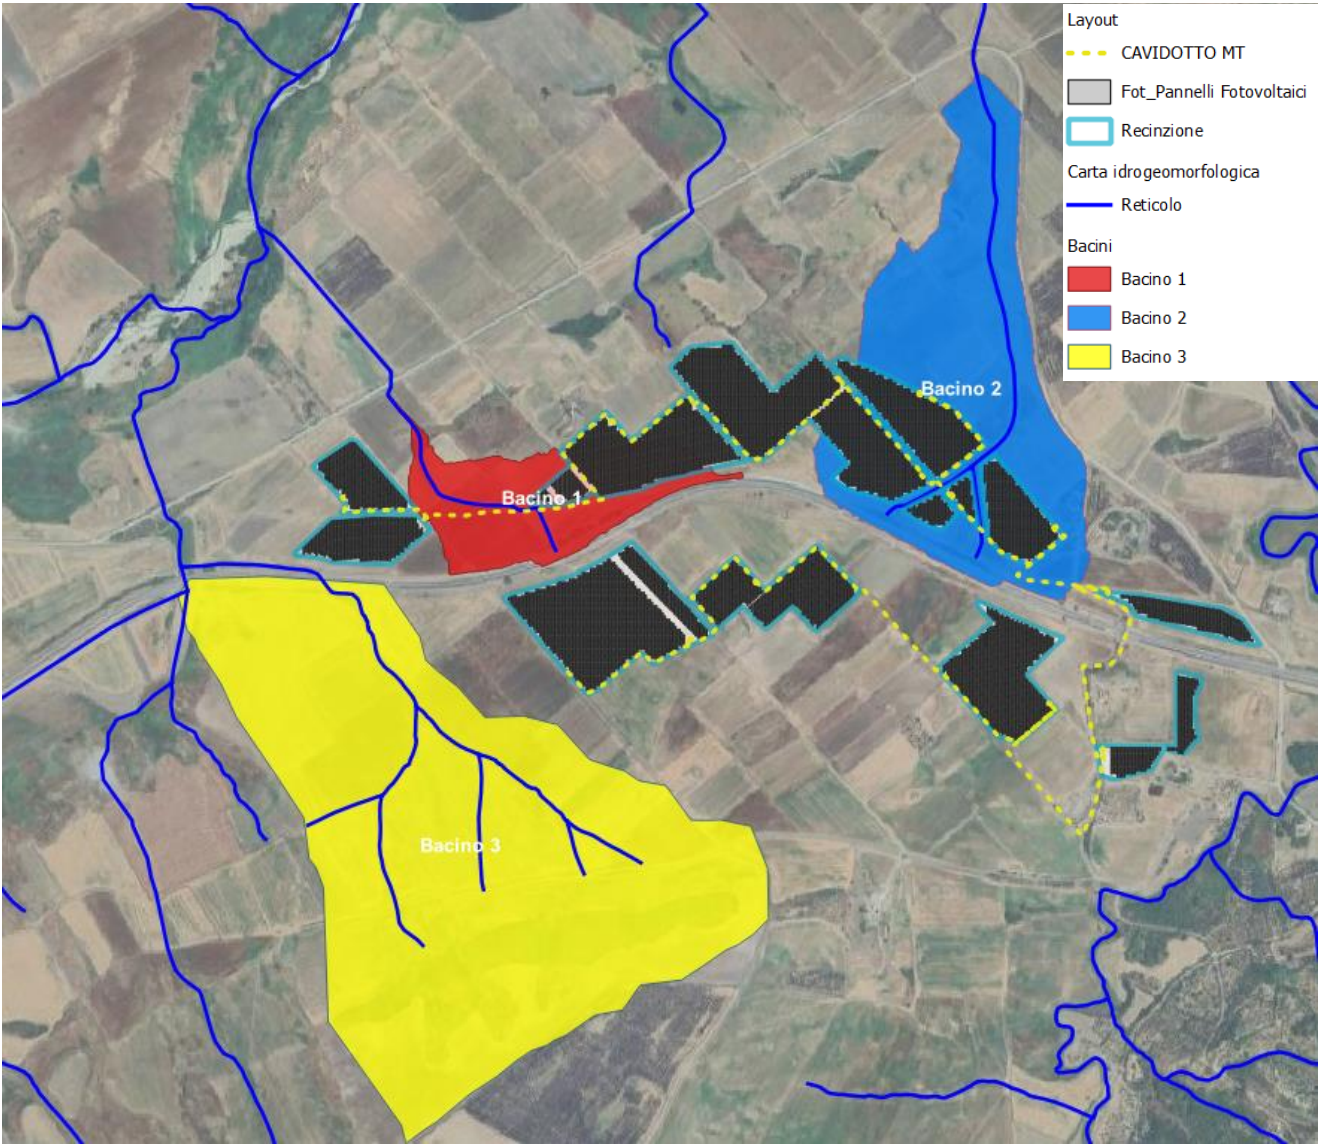 Layout
CAVIDOTTO MT
Fot_Pannelli Fotovoltaici
Recinzione
Carta idrogeomorfologica
Reticolo
Bacini
Bacino 1
Bacino 2
Bacino 3
Bacino 2
Bacino 1
Bacino 3